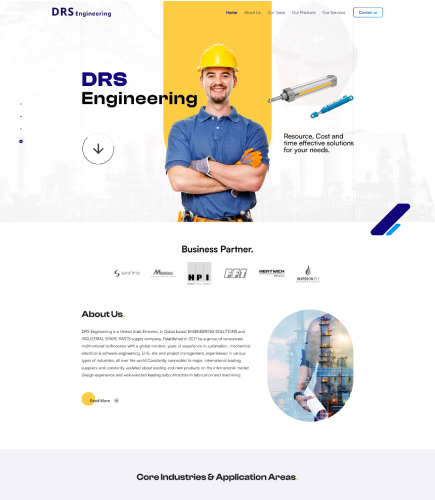 DRS Engineering
Home About Us Our Team Our Products Our Services Contact us
DRS
Engineering
Resource, Cost and
time effective solutions
for your needs.
Business Partner.
HPI
FFT
HERTWICH
About Us.
DRS Engineering is a United Arab Emirates, in Dubai based ENGINEERING SOLUTIONS and
INDUSTRIAL SPARE PARTS supply company. Established in 2017 by a group of renowned,
multinational technocrats with a global mindset, years of experience in automation, mechanical,
electrical & software engineering, EHS, site and project management, experienced in various
types of industries, all over the world. Constantly connected to major, international leading
suppliers and constantly updated about existing and new products on the international market.
Design experience and well-selected leading subcontractors in fabrication and machining.
Read More
Core Industries & Application Areas.